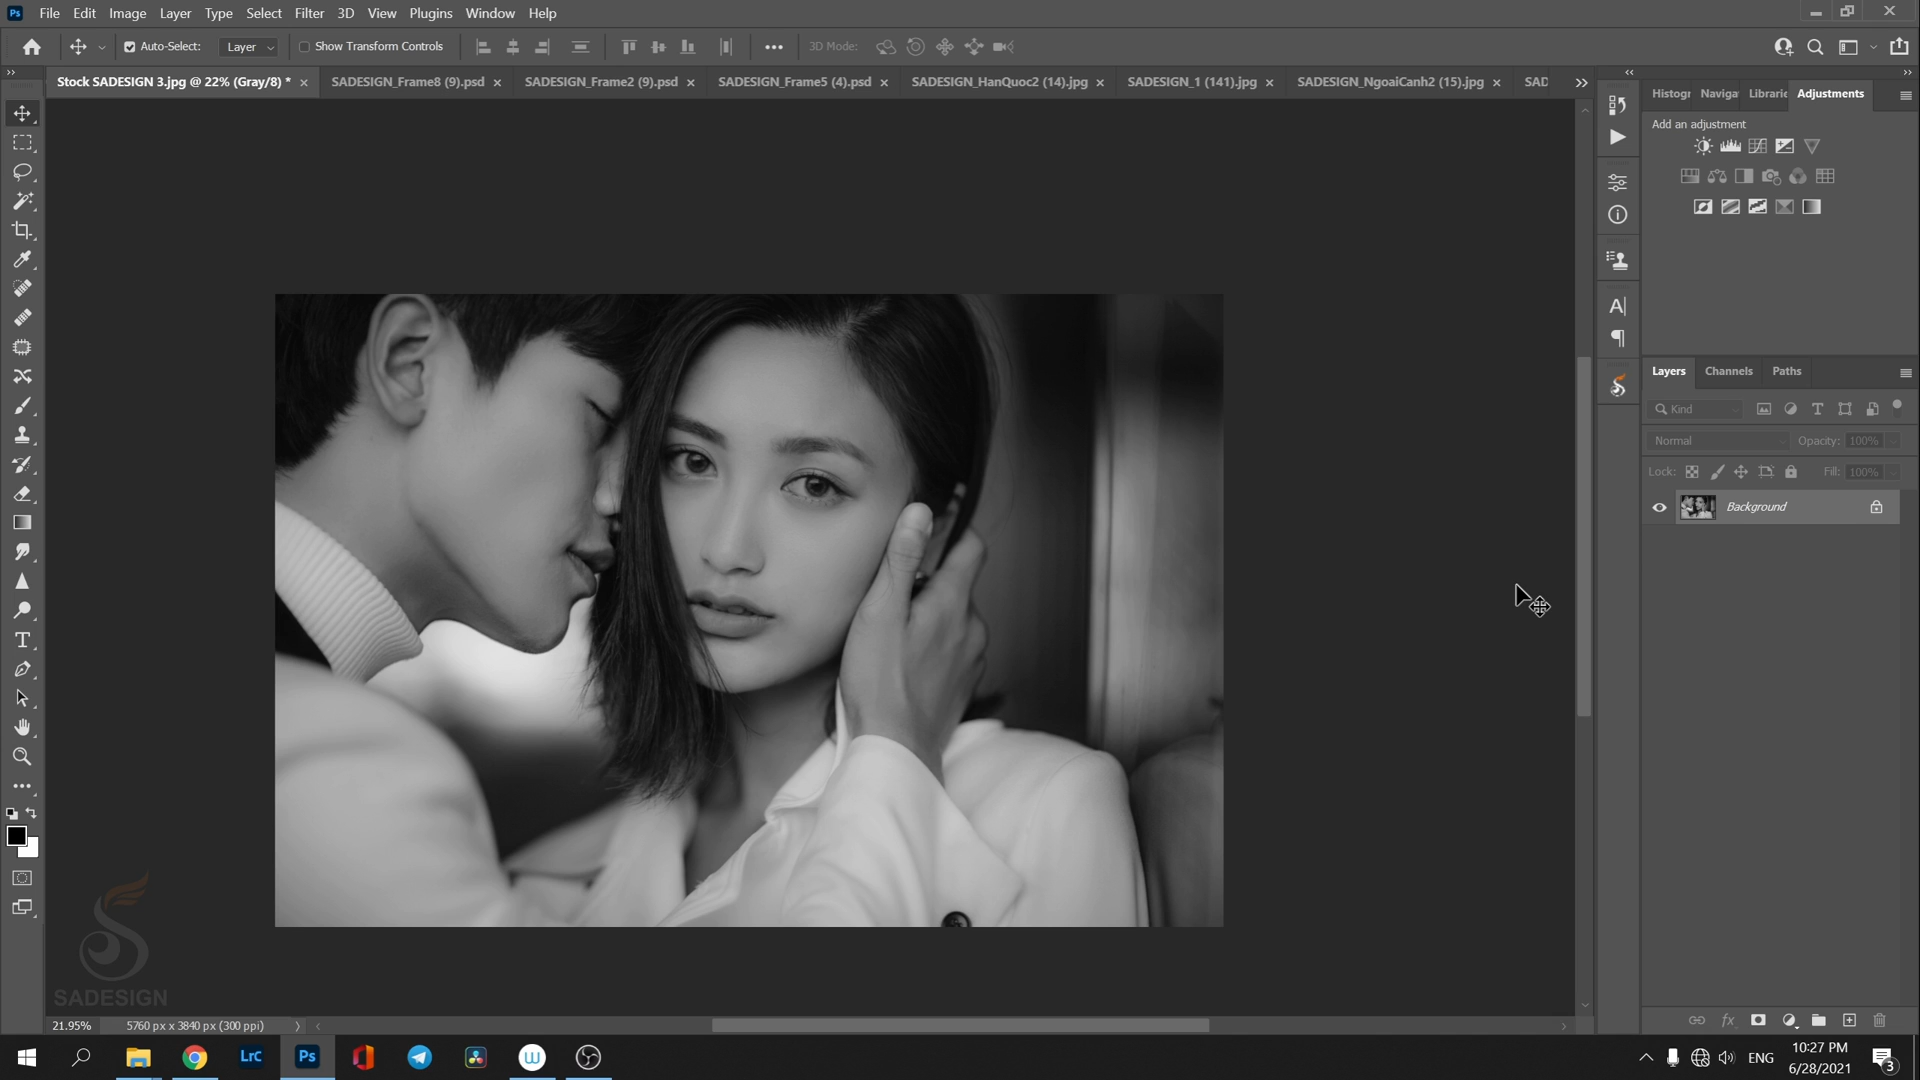 Ps File Edit Image Layer Type Select Filter 3D View Plugins Window Help
Auto-Select: Layer Show Transform Controls 3D Mode:
Stock SADESIGN 3.jpg @ 22% (Gray/8) * SADESIGN_Frame8 (9).psd SADESIGN_Frame2 (9).psd SADESIGN_Frame5 (4).psd SADESIGN_HanQuoc2 (14).jpg SADESIGN_1 (141).jpg SADESIGN_NgoaiCanh2 (15).jpg SAD
Histogr Naviga Librarie Adjustments
Add an adjustment
Layers Channels Paths
Kind
Normal Opacity: 100%
Lock: Fill: 100%
Background
SADESIGN
21.95% 5760 px x 3840 px (300 ppi)
LrC Ps W ENG 10:27 PM
6/28/2021 3